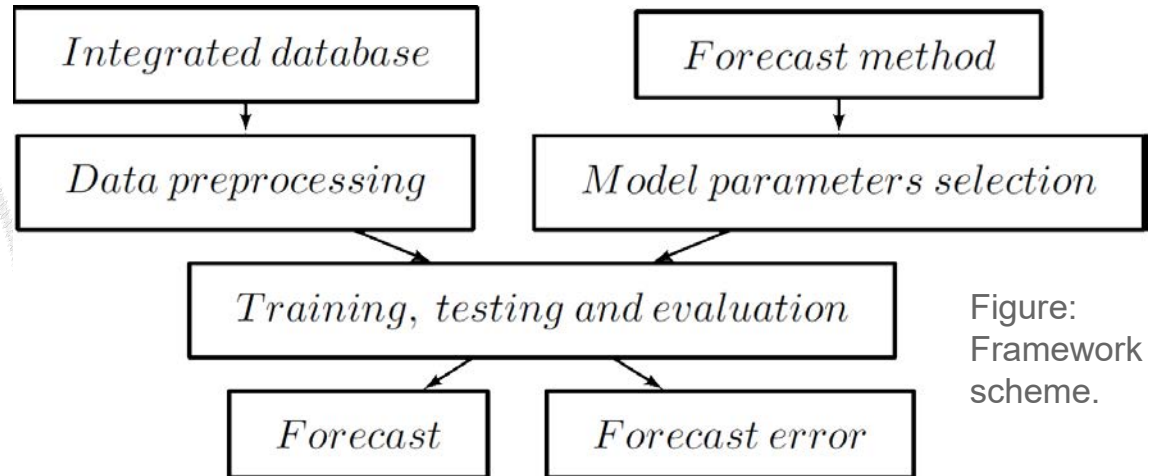 Integrated database
Forecast method
Data preprocessing
Model parameters selection
Training, testing and evaluation
Forecast
Forecast error
Figure:
Framework
scheme.